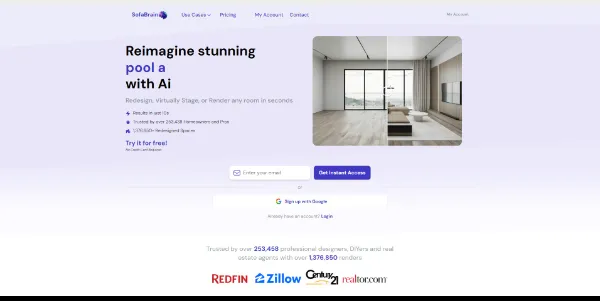 SofaBrain
Use Cases
Pricing
My Account
Contact
My Account
Reimagine stunning
pool a
with Ai
Redesign, Virtually Stage, or Render any room in seconds
Results in just 10s
Trusted by over 253,458 Homeowners and Pros
1,376,850+ Redesigned Spaces
Try it for free!
Enter your email
Get Instant Access
or
Sign up with Google
Already have an account? Login
Trusted by over 253,458 professional designers, DIYers and real
estate agents with over 1,376,850 renders
REDFIN
Zillow
Century 21
realtor.com